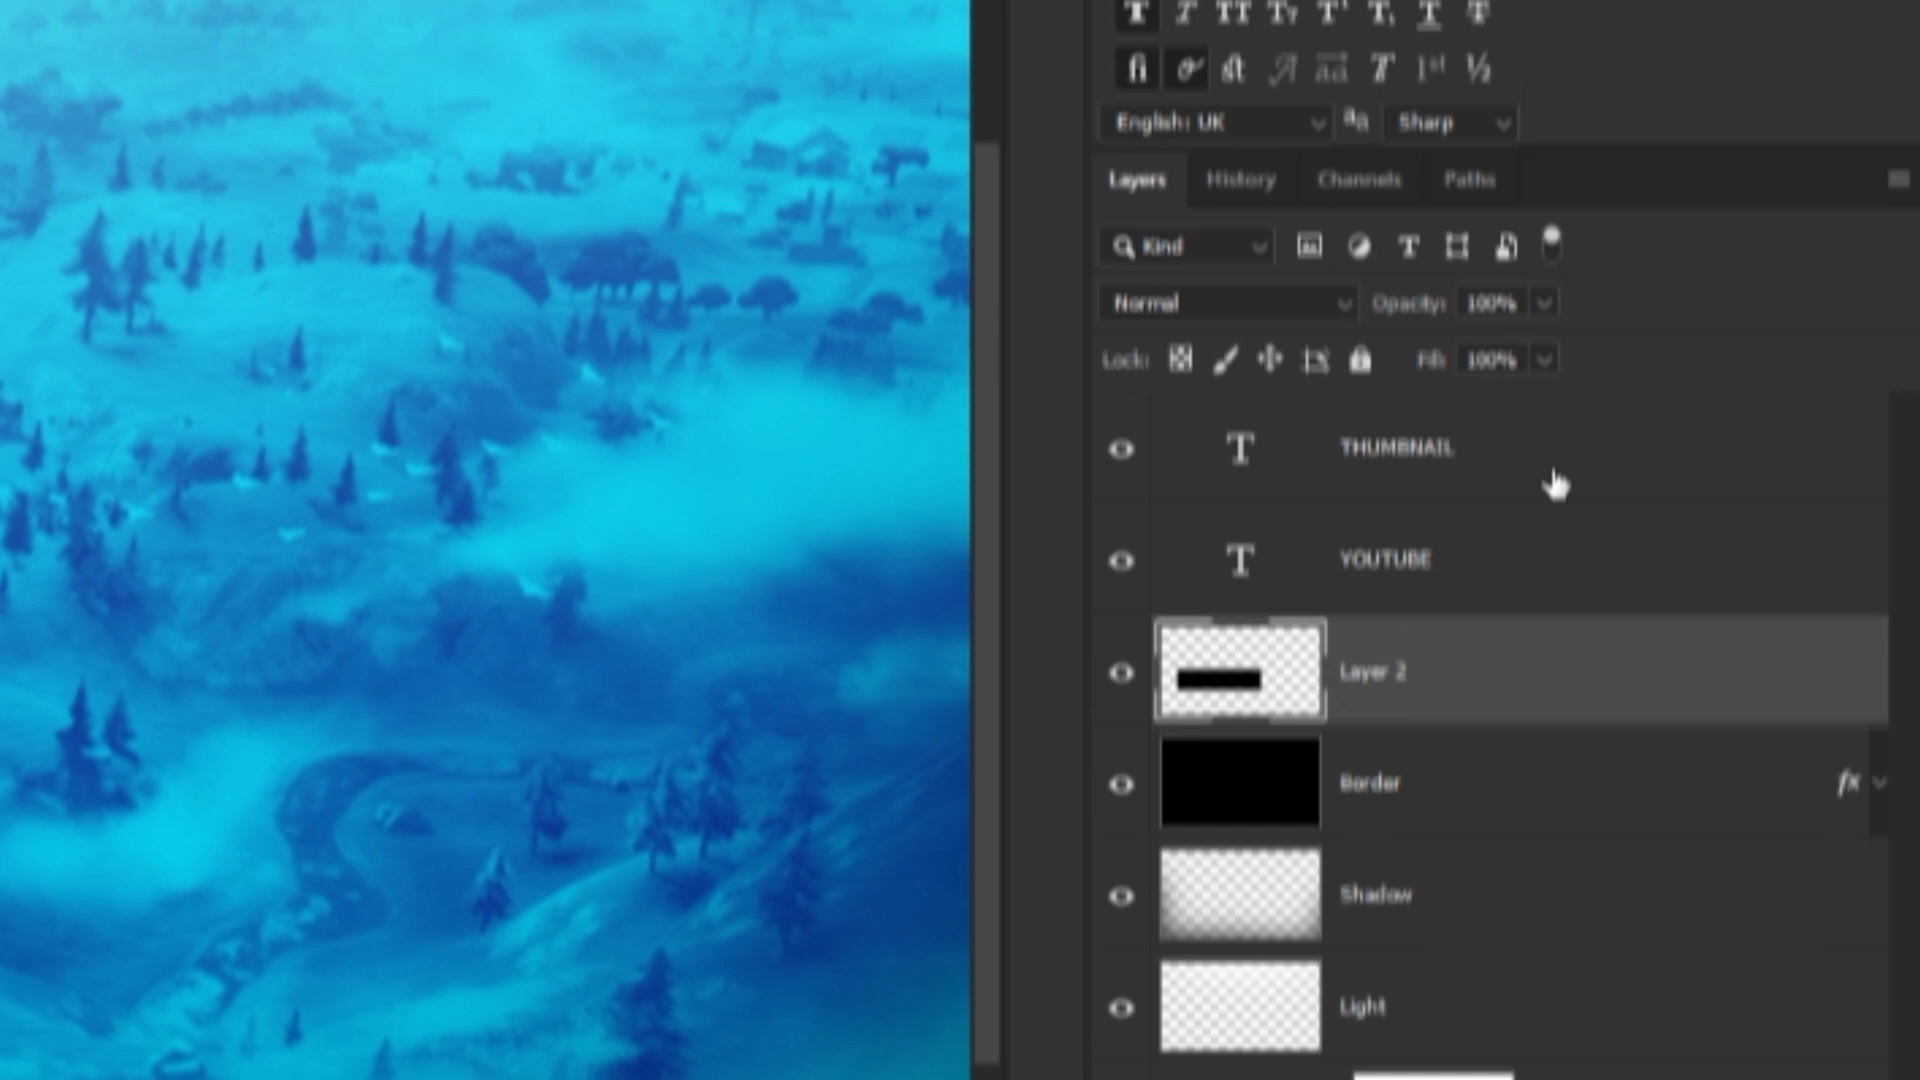 English: UK Sharp
Layers History Channels Paths
Kind
Normal Opacity: 100%
Lock: Fill: 100%
THUMBNAIL
YOUTUBE
Layer 2
Border fx
Shadow
Light